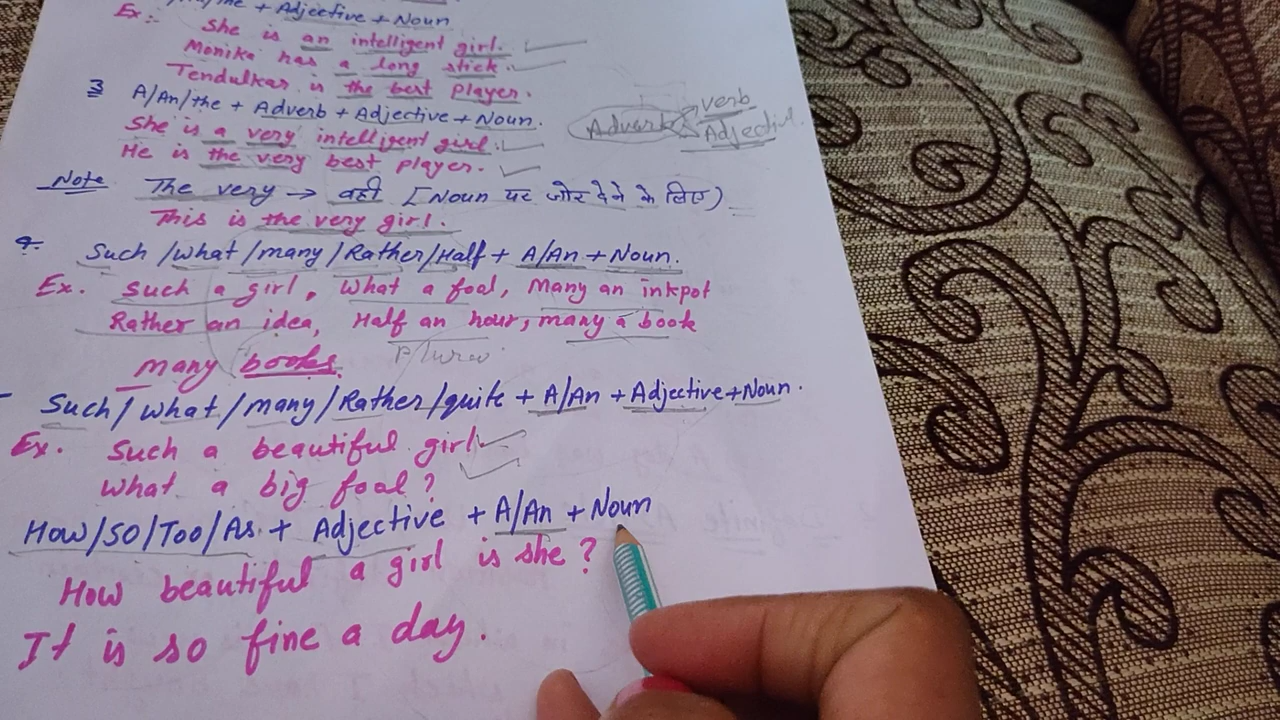 the + Adjective + Noun
Ex:- She is an intelligent girl.
Monika has a long stick.
Tendulkar is the best player.
3 A/An/the + Adverb + Adjective + Noun.
She is a very intelligent girl.
He is the very best player.
Adverb verb
Adjective.
Note The very → वही [Noun पर जोर देने के लिए)
This is the very girl.
4. Such/what/many/Rather/Half + A/An + Noun.
Ex. Such a girl, What a foal, Many an inkpot
Rather an idea, Half an hour, many a book
many books
Such/what/many/Rather/quite + A/An + Adjective + Noun.
Ex. Such a beautiful girl
What a big foal?
How/So/Too/As + Adjective + A/An + Noun
How beautiful a girl is she?
It is so fine a day.